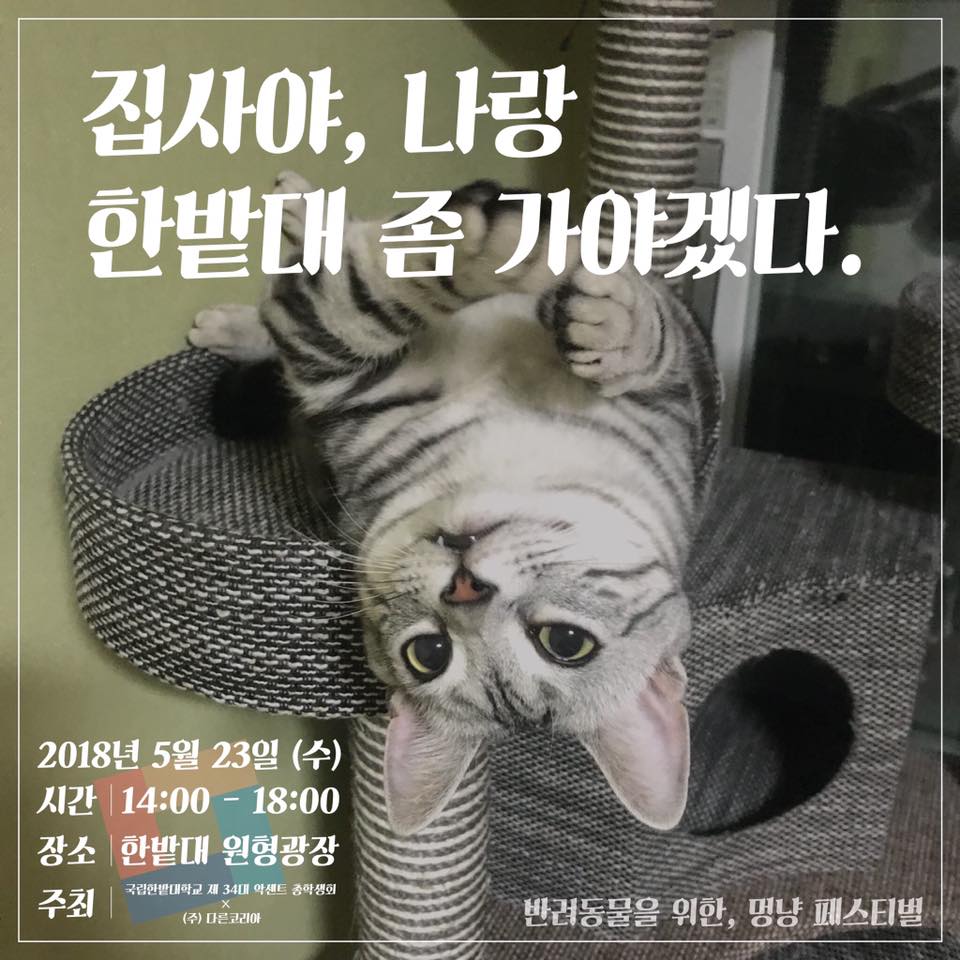 집사야, 나랑
한밭대 좀 가야겠다.
2018년 5월 23일 (수)
시간 | 14:00 - 18:00
장소 | 한밭대 원형광장
주최 | 국립한밭대학교 제 34대 악센트 총학생회
×
(주) 다른코리아
반려동물을 위한, 멍냥 페스티벌